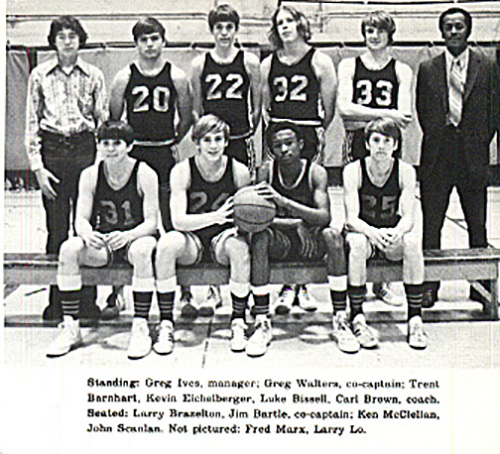 20
22
32
33
31
24
25
Standing: Greg Ives, manager; Greg Walters, co-captain; Trent
Barnhart, Kevin Eichelberger, Luke Bissell, Carl Brown, coach.
Seated: Larry Brazelton, Jim Bartle, co-captain; Ken McClellan,
John Scanlan. Not pictured: Fred Marx, Larry Lo.